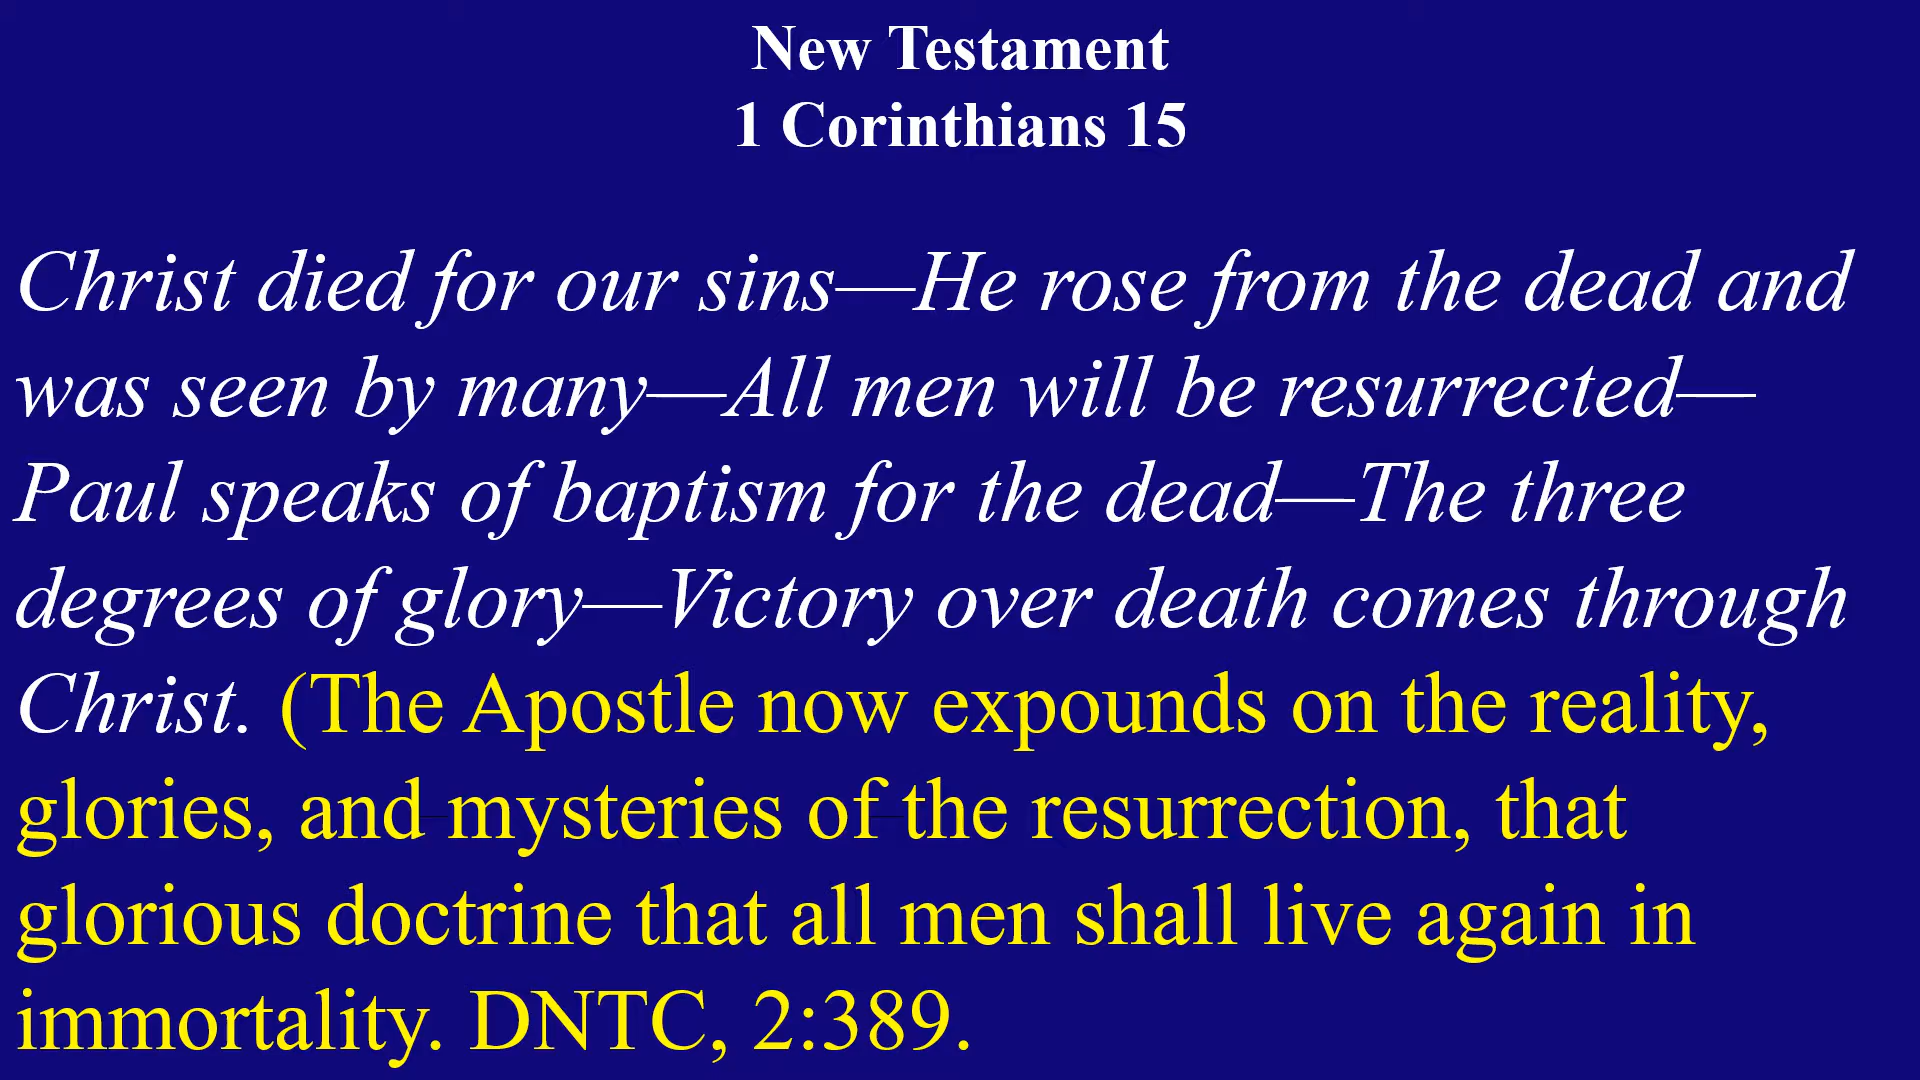 New Testament
1 Corinthians 15
Christ died for our sins—He rose from the dead and
was seen by many—All men will be resurrected—
Paul speaks of baptism for the dead—The three
degrees of glory—Victory over death comes through
Christ. (The Apostle now expounds on the reality,
glories, and mysteries of the resurrection, that
glorious doctrine that all men shall live again in
immortality. DNTC, 2:389.